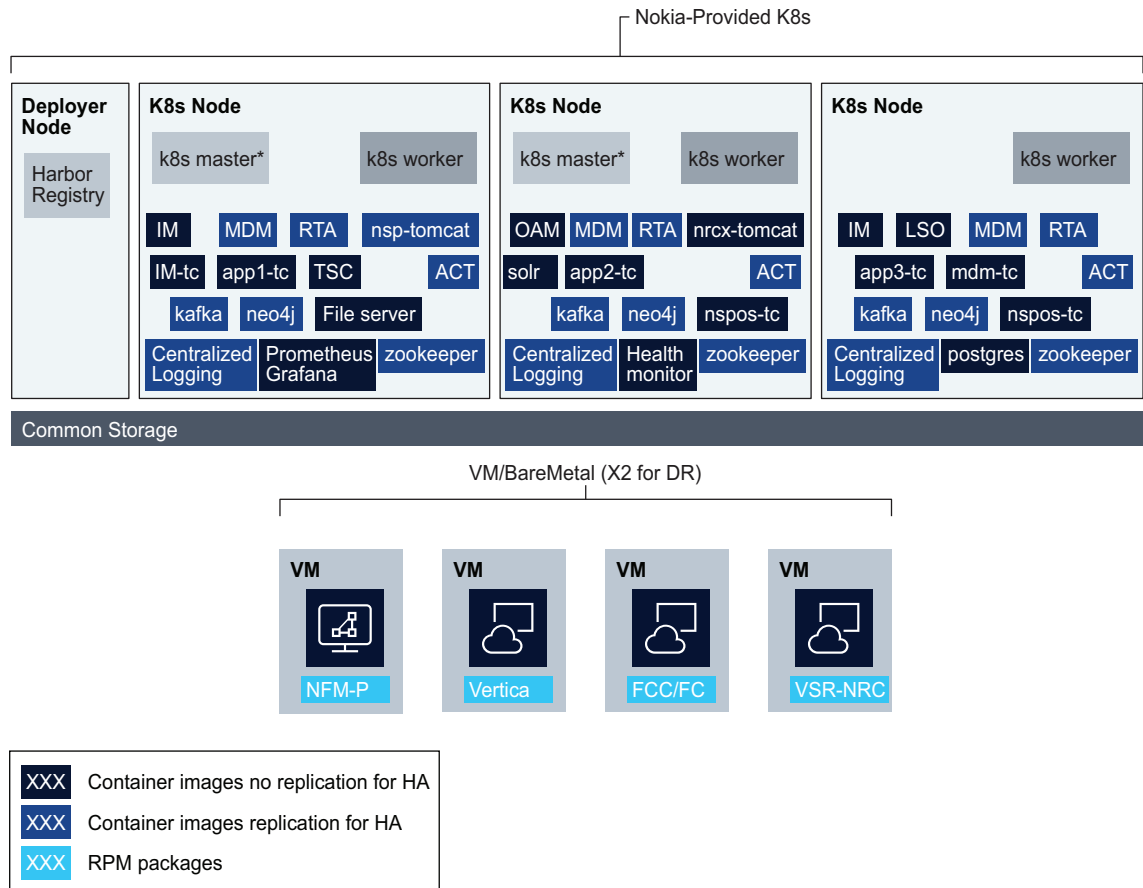 Nokia-Provided K8s
Deployer
Node
Harbor
Registry
K8s Node
k8s master*
k8s worker
IM
MDM
RTA
nsp-tomcat
IM-tc
app1-tc
TSC
ACT
kafka
neo4j
File server
Centralized
Logging
Prometheus
Grafana
zookeeper
K8s Node
k8s master*
k8s worker
OAM
MDM
RTA
nrcx-tomcat
solr
app2-tc
ACT
kafka
neo4j
nspos-tc
Centralized
Logging
Health
monitor
zookeeper
K8s Node
k8s worker
IM
LSO
MDM
RTA
app3-tc
mdm-tc
ACT
kafka
neo4j
nspos-tc
Centralized
Logging
postgres
zookeeper
Common Storage
VM/BareMetal (X2 for DR)
VM
NFM-P
VM
Vertica
VM
FCC/FC
VM
VSR-NRC
XXX Container images no replication for HA
XXX Container images replication for HA
XXX RPM packages